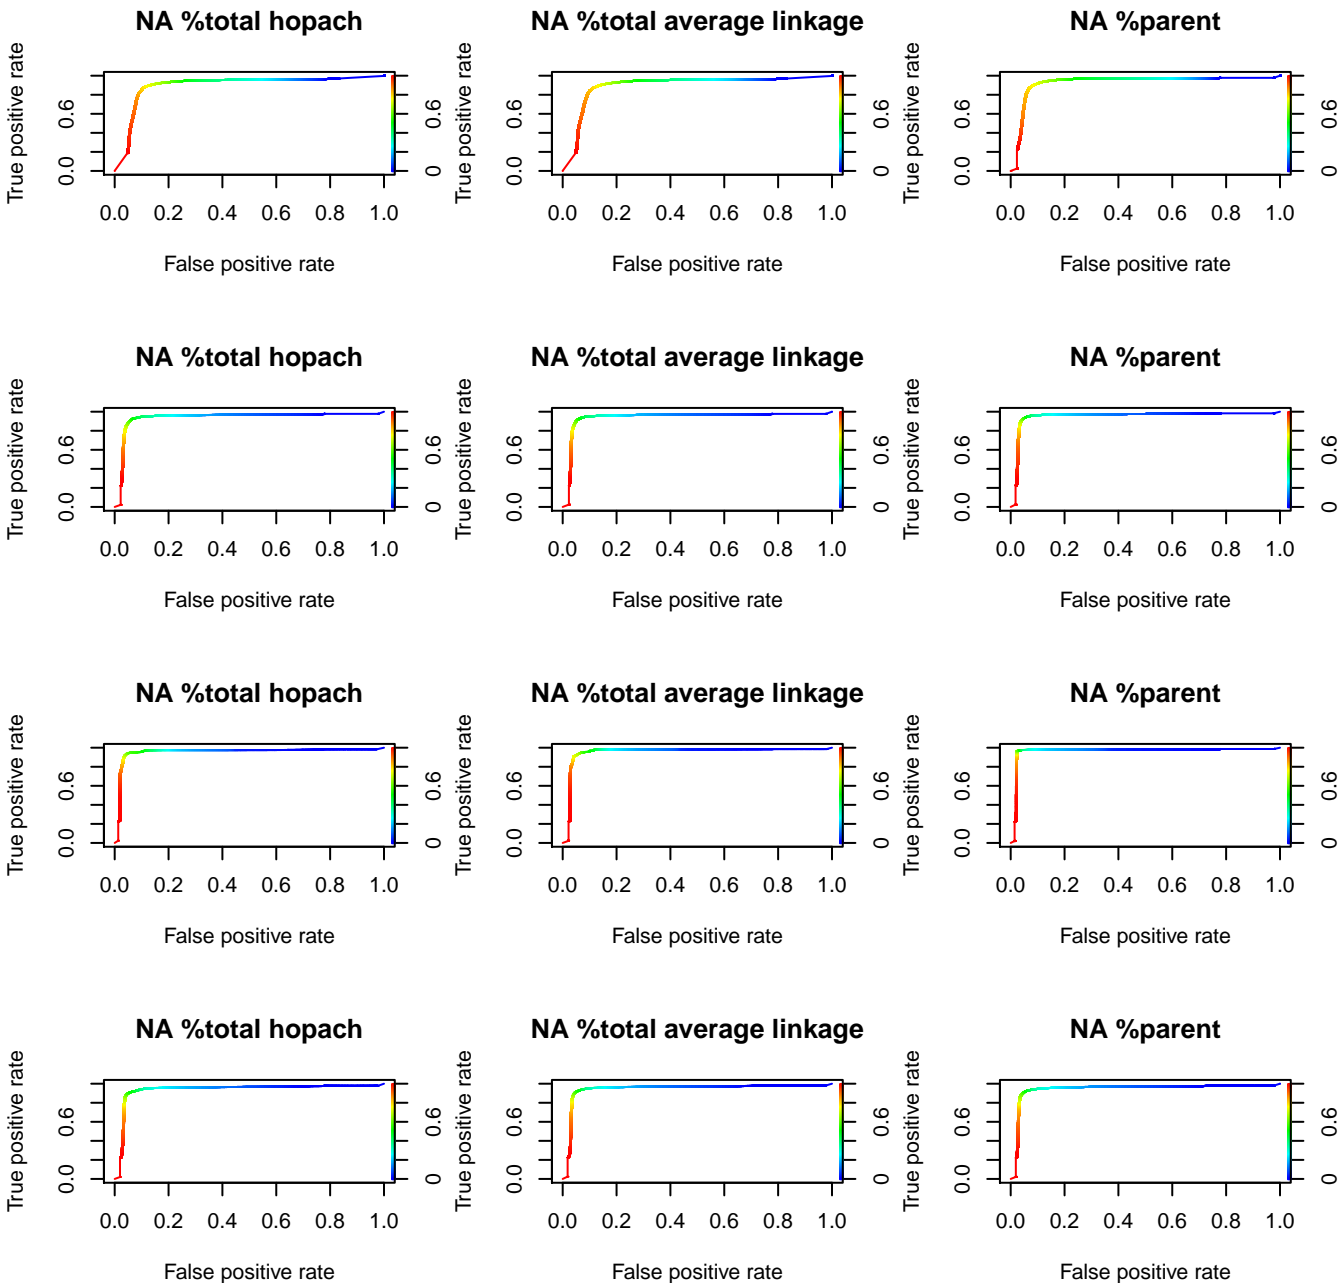 NA %total hopach NA %total average linkage NA %parent
True positive rate 0.0 0.6 0 0.6 True positive rate 0.0 0.6 0 0.6 True positive rate 0.0 0.6 0 0.6
0.0 0.2 0.4 0.6 0.8 1.0 0.0 0.2 0.4 0.6 0.8 1.0 0.0 0.2 0.4 0.6 0.8 1.0
False positive rate False positive rate False positive rate
NA %total hopach NA %total average linkage NA %parent
True positive rate 0.0 0.6 0 0.6 True positive rate 0.0 0.6 0 0.6 True positive rate 0.0 0.6 0 0.6
0.0 0.2 0.4 0.6 0.8 1.0 0.0 0.2 0.4 0.6 0.8 1.0 0.0 0.2 0.4 0.6 0.8 1.0
False positive rate False positive rate False positive rate
NA %total hopach NA %total average linkage NA %parent
True positive rate 0.0 0.6 0 0.6 True positive rate 0.0 0.6 0 0.6 True positive rate 0.0 0.6 0 0.6
0.0 0.2 0.4 0.6 0.8 1.0 0.0 0.2 0.4 0.6 0.8 1.0 0.0 0.2 0.4 0.6 0.8 1.0
False positive rate False positive rate False positive rate
NA %total hopach NA %total average linkage NA %parent
True positive rate 0.0 0.6 0 0.6 True positive rate 0.0 0.6 0 0.6 True positive rate 0.0 0.6 0 0.6
0.0 0.2 0.4 0.6 0.8 1.0 0.0 0.2 0.4 0.6 0.8 1.0 0.0 0.2 0.4 0.6 0.8 1.0
False positive rate False positive rate False positive rate